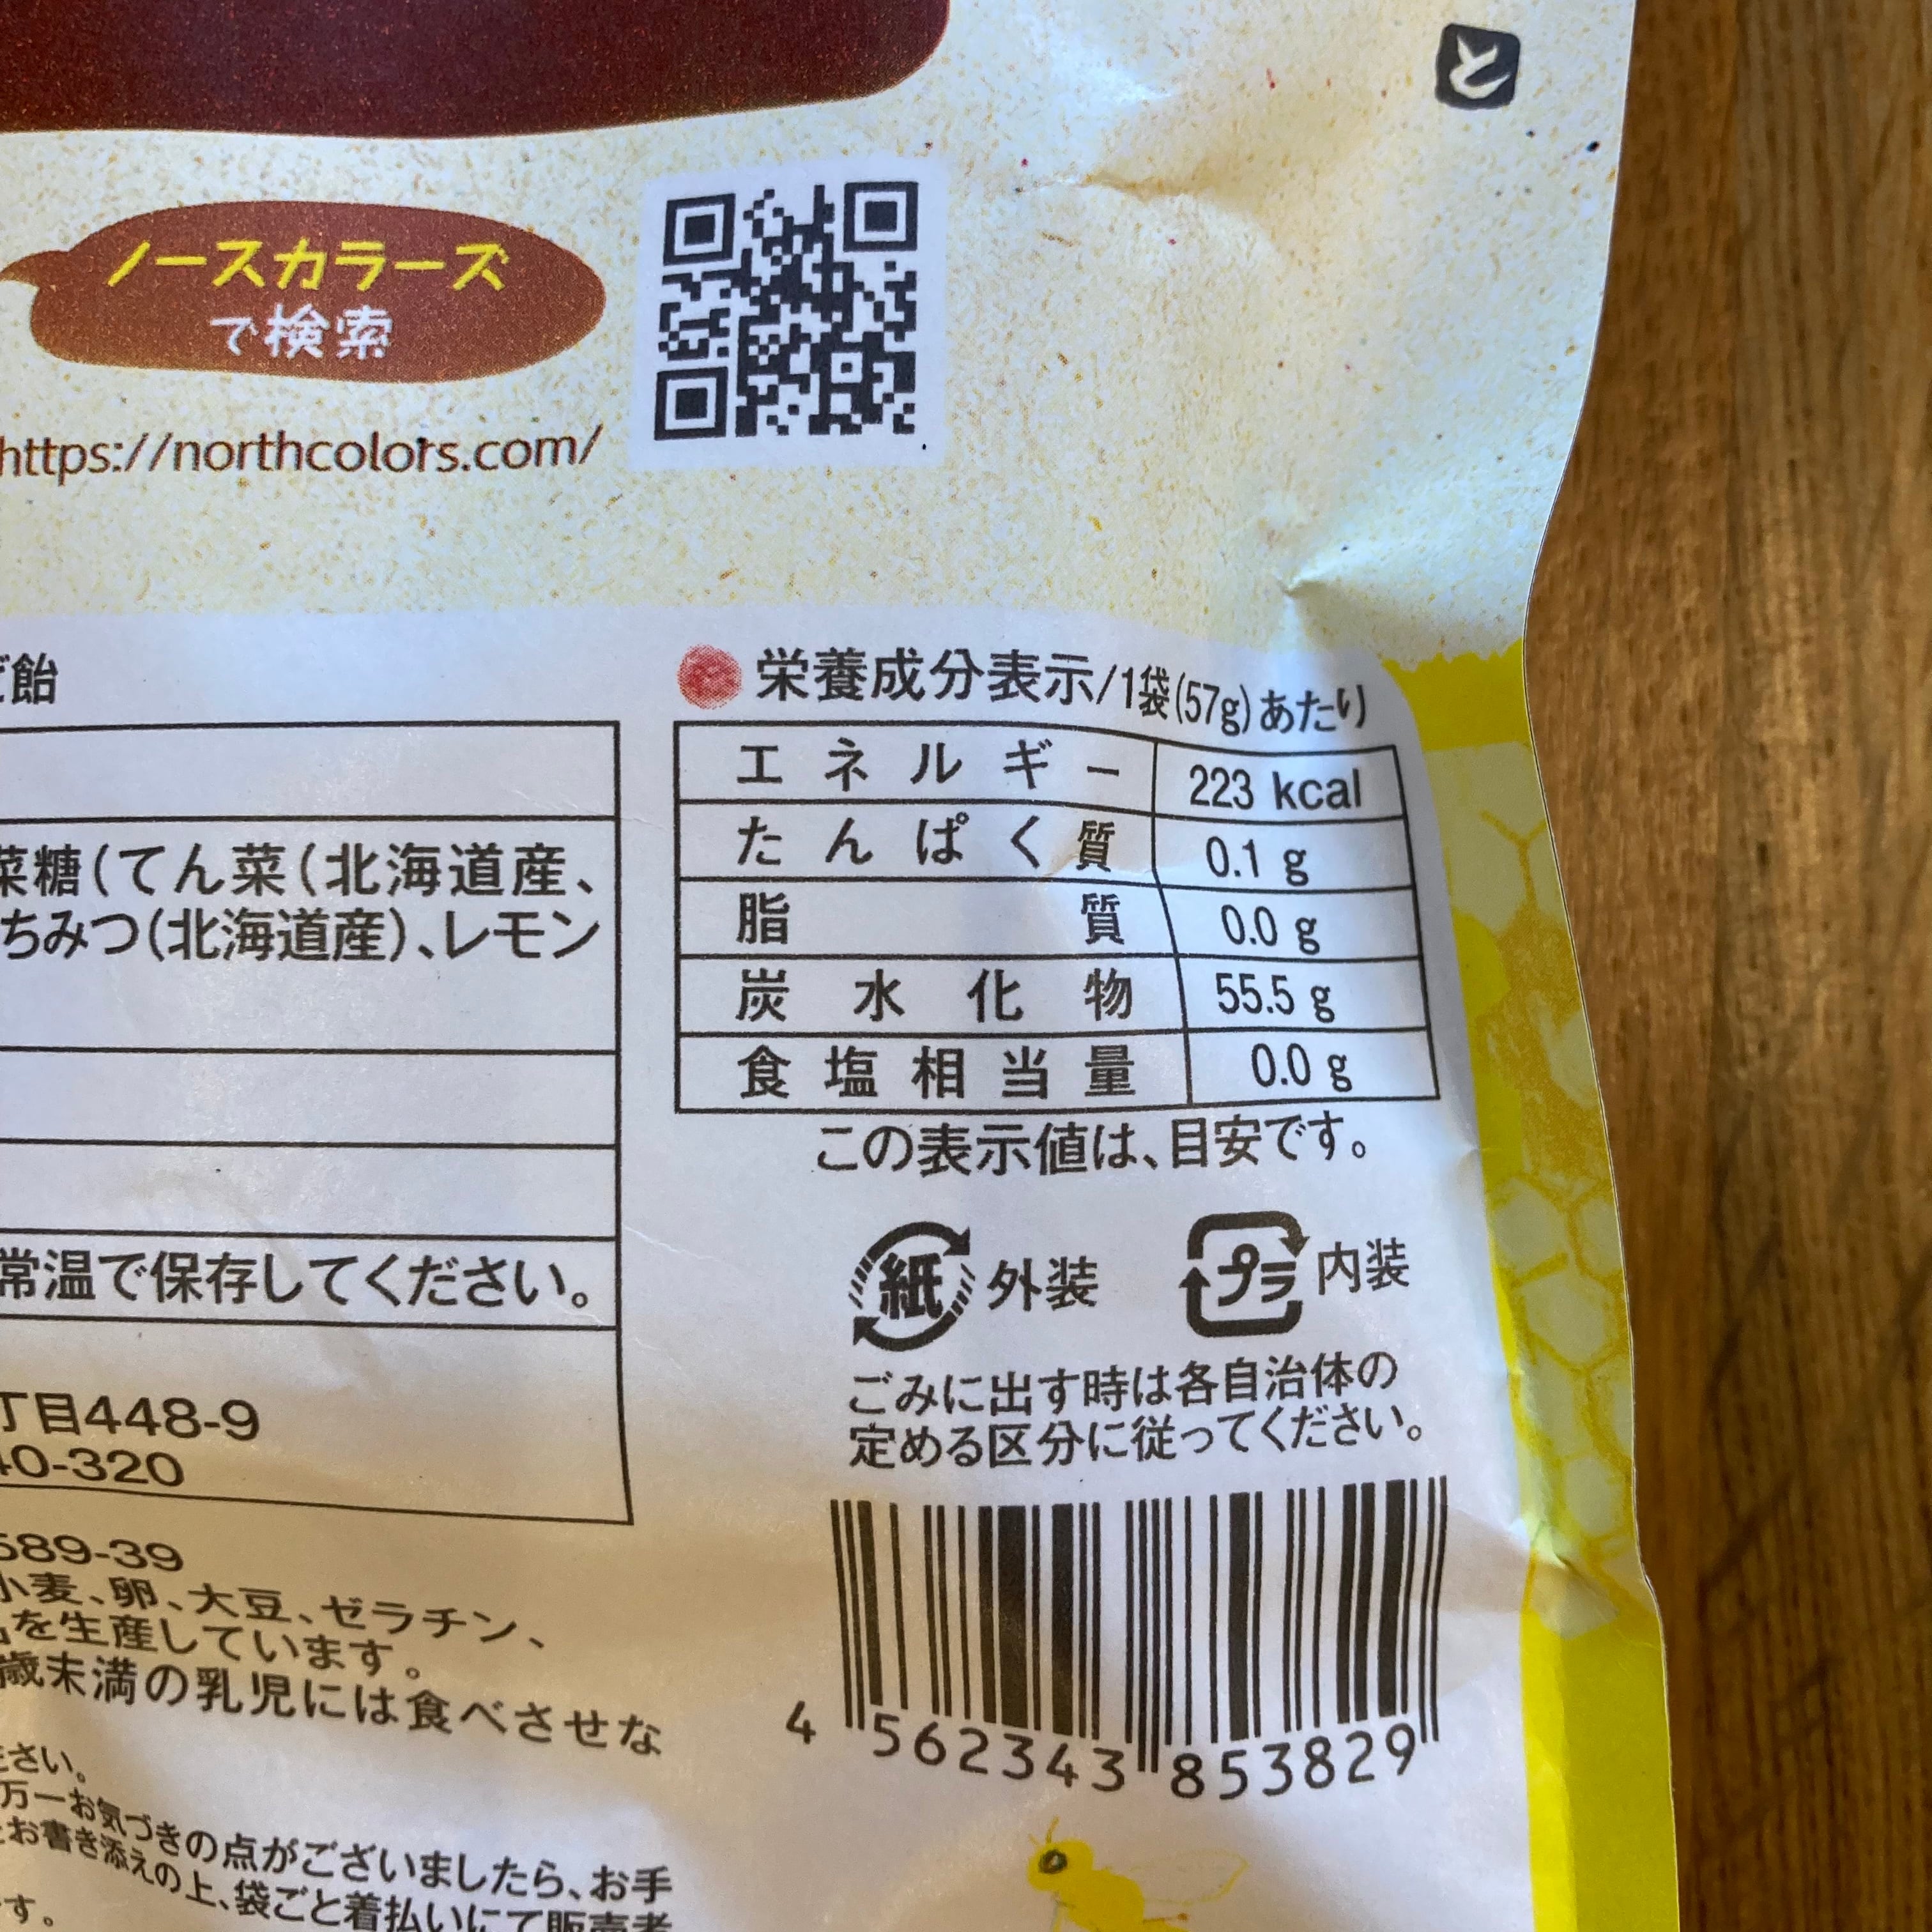 と
ノースカラーズ
で検索
https://northcolors.com/
飴
菜糖(てん菜(北海道産、
ちみつ(北海道産)、レモン
常温で保存してください。
丁目448-9
40-320
589-39
小麦、卵、大豆、ゼラチン、
を生産しています。
歳未満の乳児には食べさせな
ださい。
万一お気づきの点がございましたら、お手
お書き添えの上、袋ごと着払いにて販売者
す。
栄養成分表示/1袋(57g)あたり
エネルギー 223 kcal
たんぱく質 0.1 g
脂質 0.0 g
炭水化物 55.5 g
食塩相当量 0.0 g
この表示値は、目安です。
紙 外装 プラ 内装
ごみに出す時は各自治体の
定める区分に従ってください。
4 562343 853829